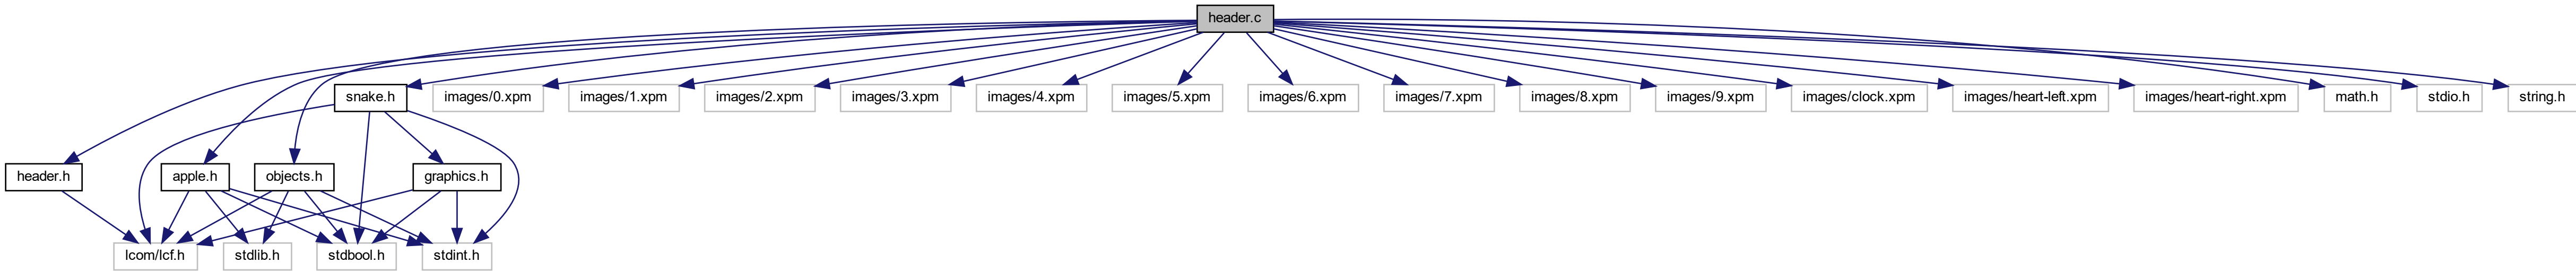 header.c
snake.h
images/0.xpm
images/1.xpm
images/2.xpm
images/3.xpm
images/4.xpm
images/5.xpm
images/6.xpm
images/7.xpm
images/8.xpm
images/9.xpm
images/clock.xpm
images/heart-left.xpm
images/heart-right.xpm
math.h
stdio.h
string.h
header.h
apple.h
objects.h
graphics.h
lcom/lcf.h
stdlib.h
stdbool.h
stdint.h